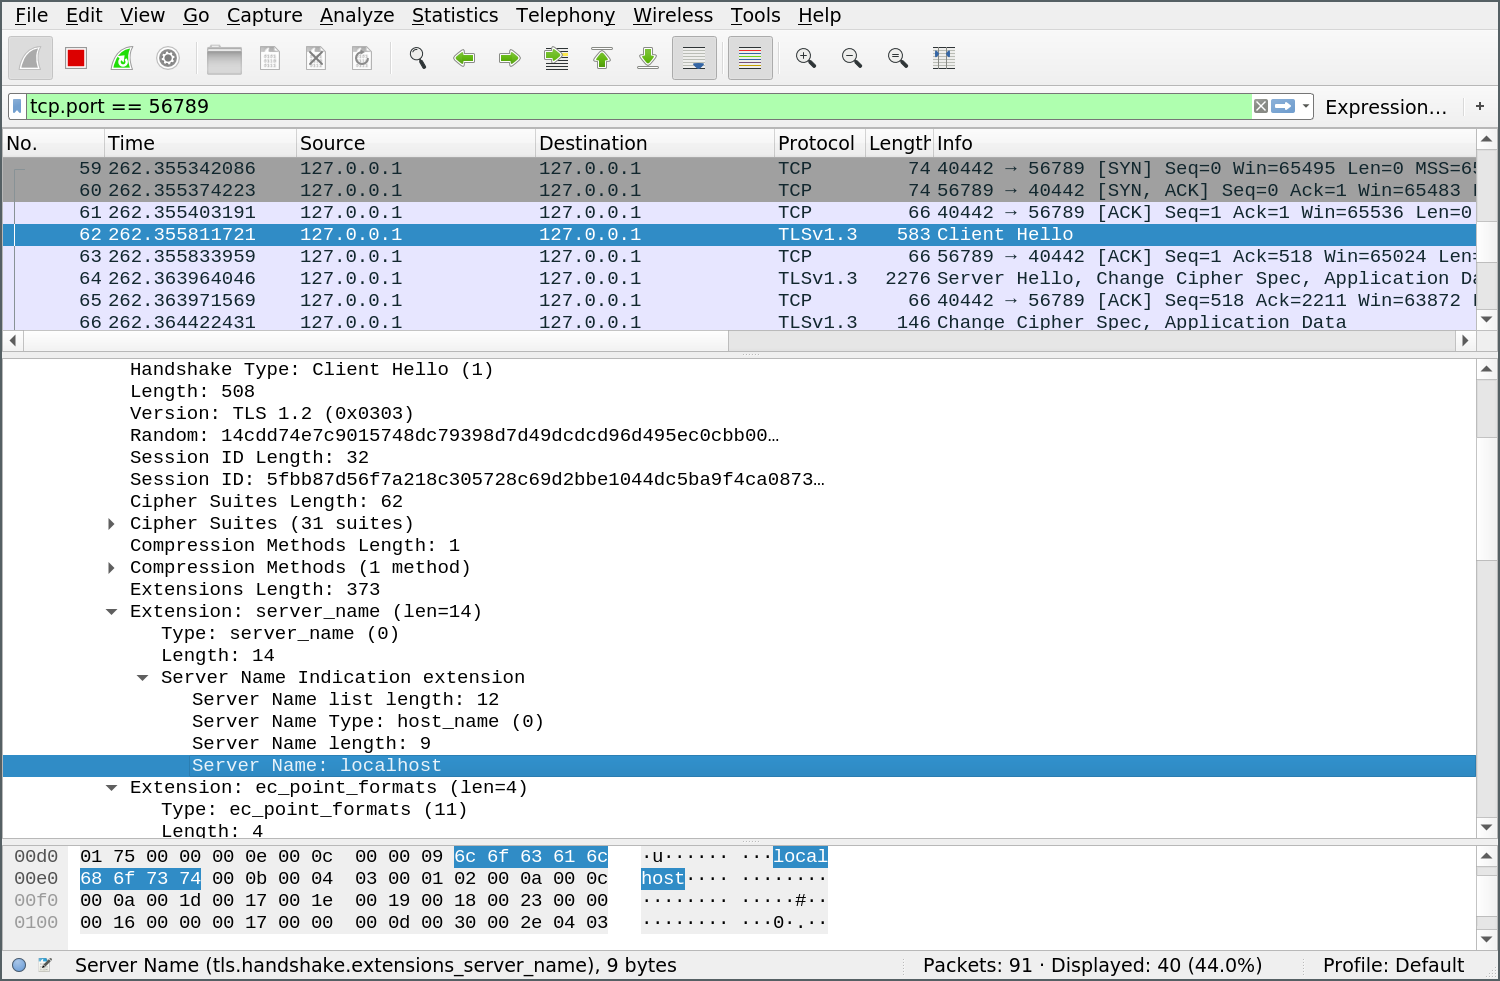 File Edit View Go Capture Analyze Statistics Telephony Wireless Tools Help
tcp.port == 56789 Expression… +
No. Time Source Destination Protocol Length Info
59 262.355342086 127.0.0.1 127.0.0.1 TCP 74 40442 → 56789 [SYN] Seq=0 Win=65495 Len=0 MSS=65
60 262.355374223 127.0.0.1 127.0.0.1 TCP 74 56789 → 40442 [SYN, ACK] Seq=0 Ack=1 Win=65483
61 262.355403191 127.0.0.1 127.0.0.1 TCP 66 40442 → 56789 [ACK] Seq=1 Ack=1 Win=65536 Len=0
62 262.355811721 127.0.0.1 127.0.0.1 TLSv1.3 583 Client Hello
63 262.355833959 127.0.0.1 127.0.0.1 TCP 66 56789 → 40442 [ACK] Seq=1 Ack=518 Win=65024 Len=
64 262.363964046 127.0.0.1 127.0.0.1 TLSv1.3 2276 Server Hello, Change Cipher Spec, Application Da
65 262.363971569 127.0.0.1 127.0.0.1 TCP 66 40442 → 56789 [ACK] Seq=518 Ack=2211 Win=63872
66 262.364422431 127.0.0.1 127.0.0.1 TLSv1.3 146 Change Cipher Spec, Application Data
Handshake Type: Client Hello (1)
Length: 508
Version: TLS 1.2 (0x0303)
Random: 14cdd74e7c9015748dc79398d7d49dcdcd96d495ec0cbb00…
Session ID Length: 32
Session ID: 5fbb87d56f7a218c305728c69d2bbe1044dc5ba9f4ca0873…
Cipher Suites Length: 62
Cipher Suites (31 suites)
Compression Methods Length: 1
Compression Methods (1 method)
Extensions Length: 373
Extension: server_name (len=14)
Type: server_name (0)
Length: 14
Server Name Indication extension
Server Name list length: 12
Server Name Type: host_name (0)
Server Name length: 9
Server Name: localhost
Extension: ec_point_formats (len=4)
Type: ec_point_formats (11)
Length: 4
00d0 01 75 00 00 00 0e 00 0c 00 00 09 6c 6f 63 61 6c ·u······ ···local
00e0 68 6f 73 74 00 0b 00 04 03 00 01 02 00 0a 00 0c host···· ········
00f0 00 0a 00 1d 00 17 00 1e 00 19 00 18 00 23 00 00 ········ ·····#··
0100 00 16 00 00 00 17 00 00 00 0d 00 30 00 2e 04 03 ········ ···0·.··
Server Name (tls.handshake.extensions_server_name), 9 bytes Packets: 91 · Displayed: 40 (44.0%) Profile: Default